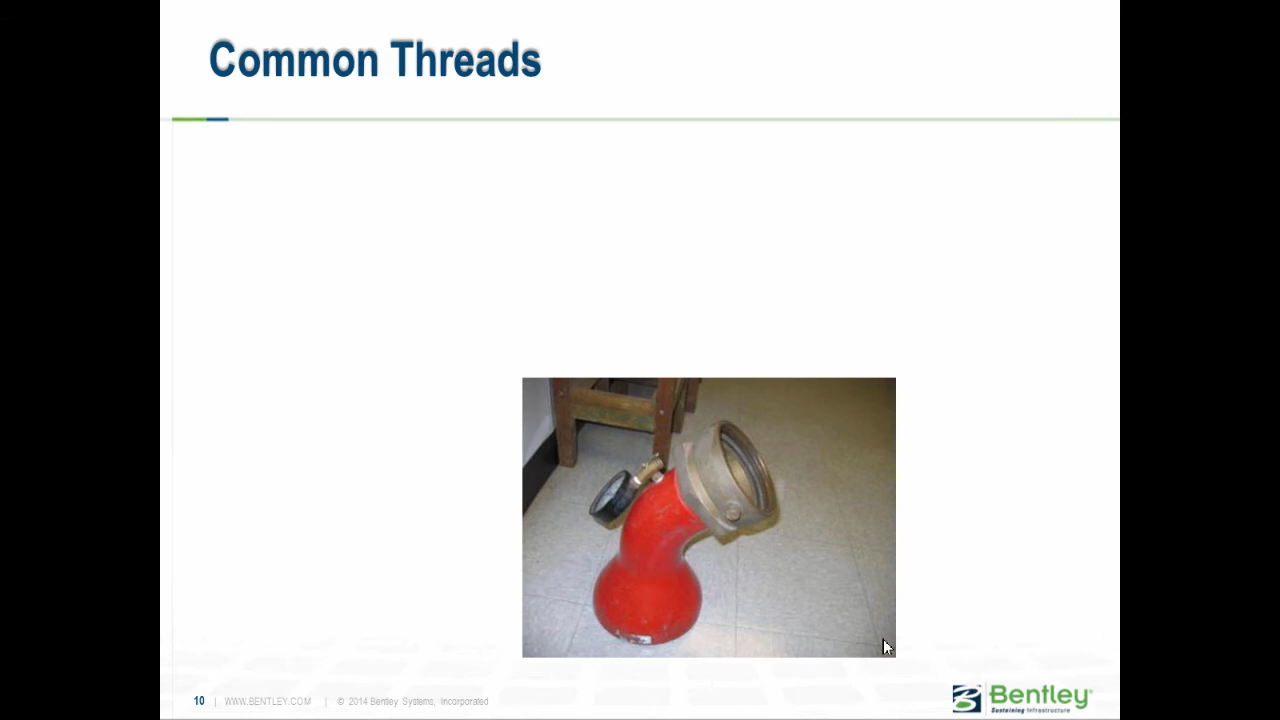 Common Threads
10 | WWW.BENTLEY.COM | © 2014 Bentley Systems, Incorporated
Bentley®
Sustaining Infrastructure